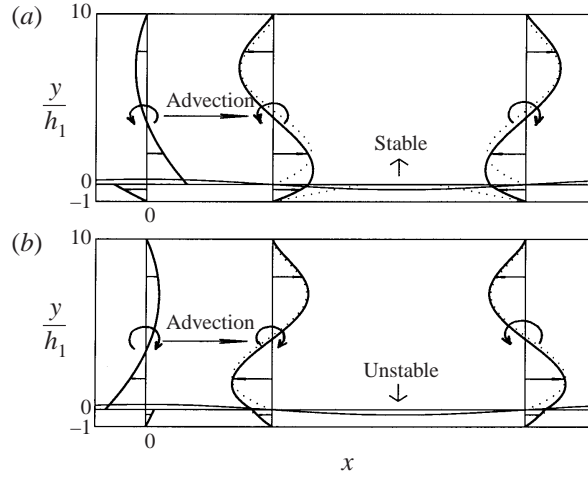 (a)
10
y
h1
Advection
Stable
0
–1
0
(b)
10
y
h1
Advection
Unstable
0
–1
0
x